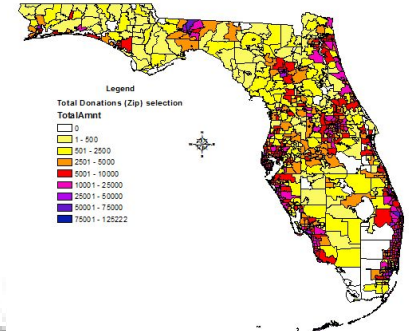 Legend
Total Donations (Zip) selection
TotalAmnt
0
1 - 500
501 - 2500
2501 - 5000
5001 - 10000
10001 - 25000
25001 - 50000
50001 - 75000
75001 - 125222